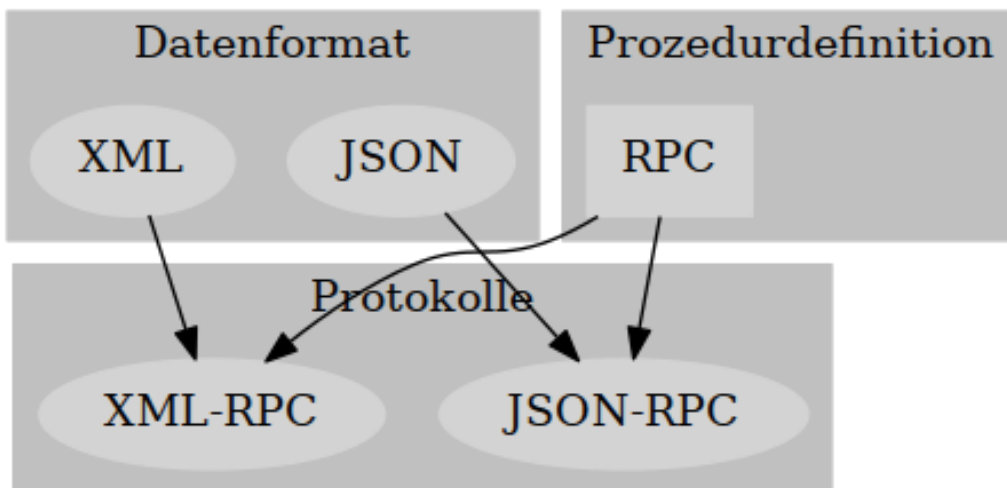 Datenformat
Prozedurdefinition
XML
JSON
RPC
Protokolle
XML-RPC
JSON-RPC